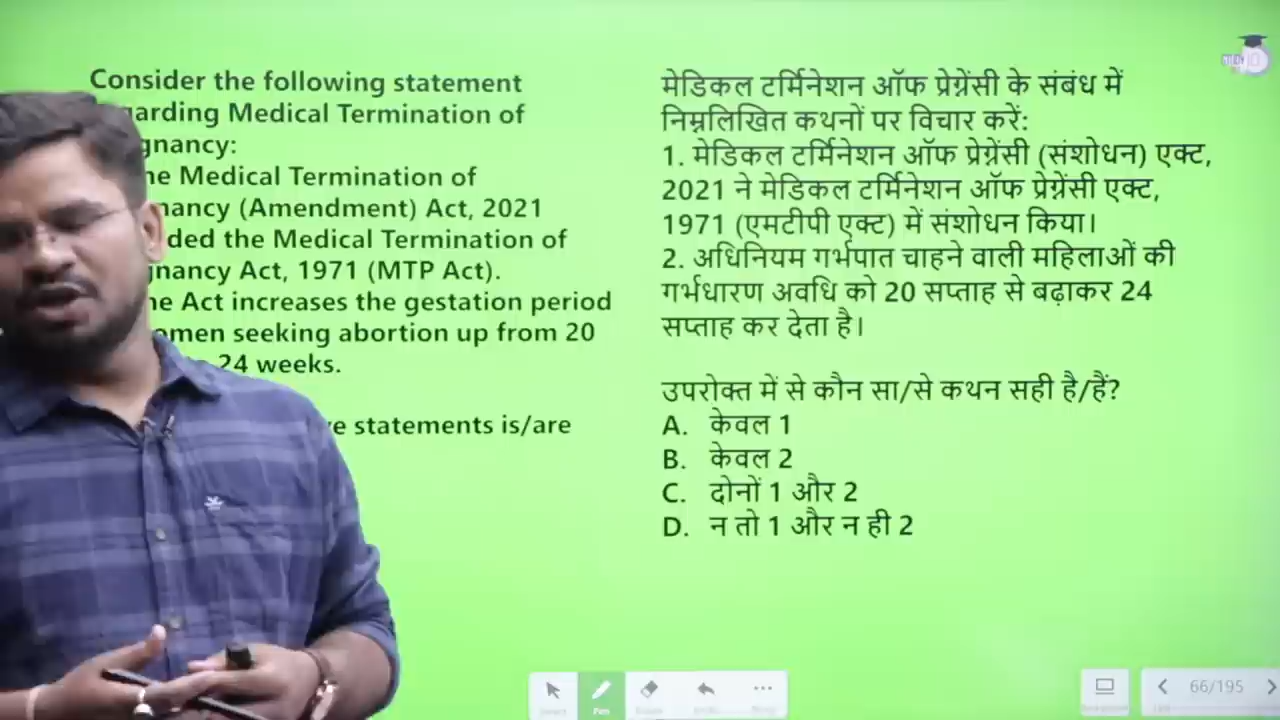 Consider the following statement
arding Medical Termination of
gnancy:
ne Medical Termination of
nancy (Amendment) Act, 2021
ded the Medical Termination of
gnancy Act, 1971 (MTP Act).
ne Act increases the gestation period
omen seeking abortion up from 20
24 weeks.
e statements is/are
मेडिकल टर्मिनेशन ऑफ प्रेग्नेंसी के संबंध में
निम्नलिखित कथनों पर विचार करें:
1. मेडिकल टर्मिनेशन ऑफ प्रेग्नेंसी (संशोधन) एक्ट,
2021 ने मेडिकल टर्मिनेशन ऑफ प्रेग्नेंसी एक्ट,
1971 (एमटीपी एक्ट) में संशोधन किया।
2. अधिनियम गर्भपात चाहने वाली महिलाओं की
गर्भधारण अवधि को 20 सप्ताह से बढ़ाकर 24
सप्ताह कर देता है।
उपरोक्त में से कौन सा/से कथन सही है/हैं?
A. केवल 1
B. केवल 2
C. दोनों 1 और 2
D. न तो 1 और न ही 2
Pen
66/195